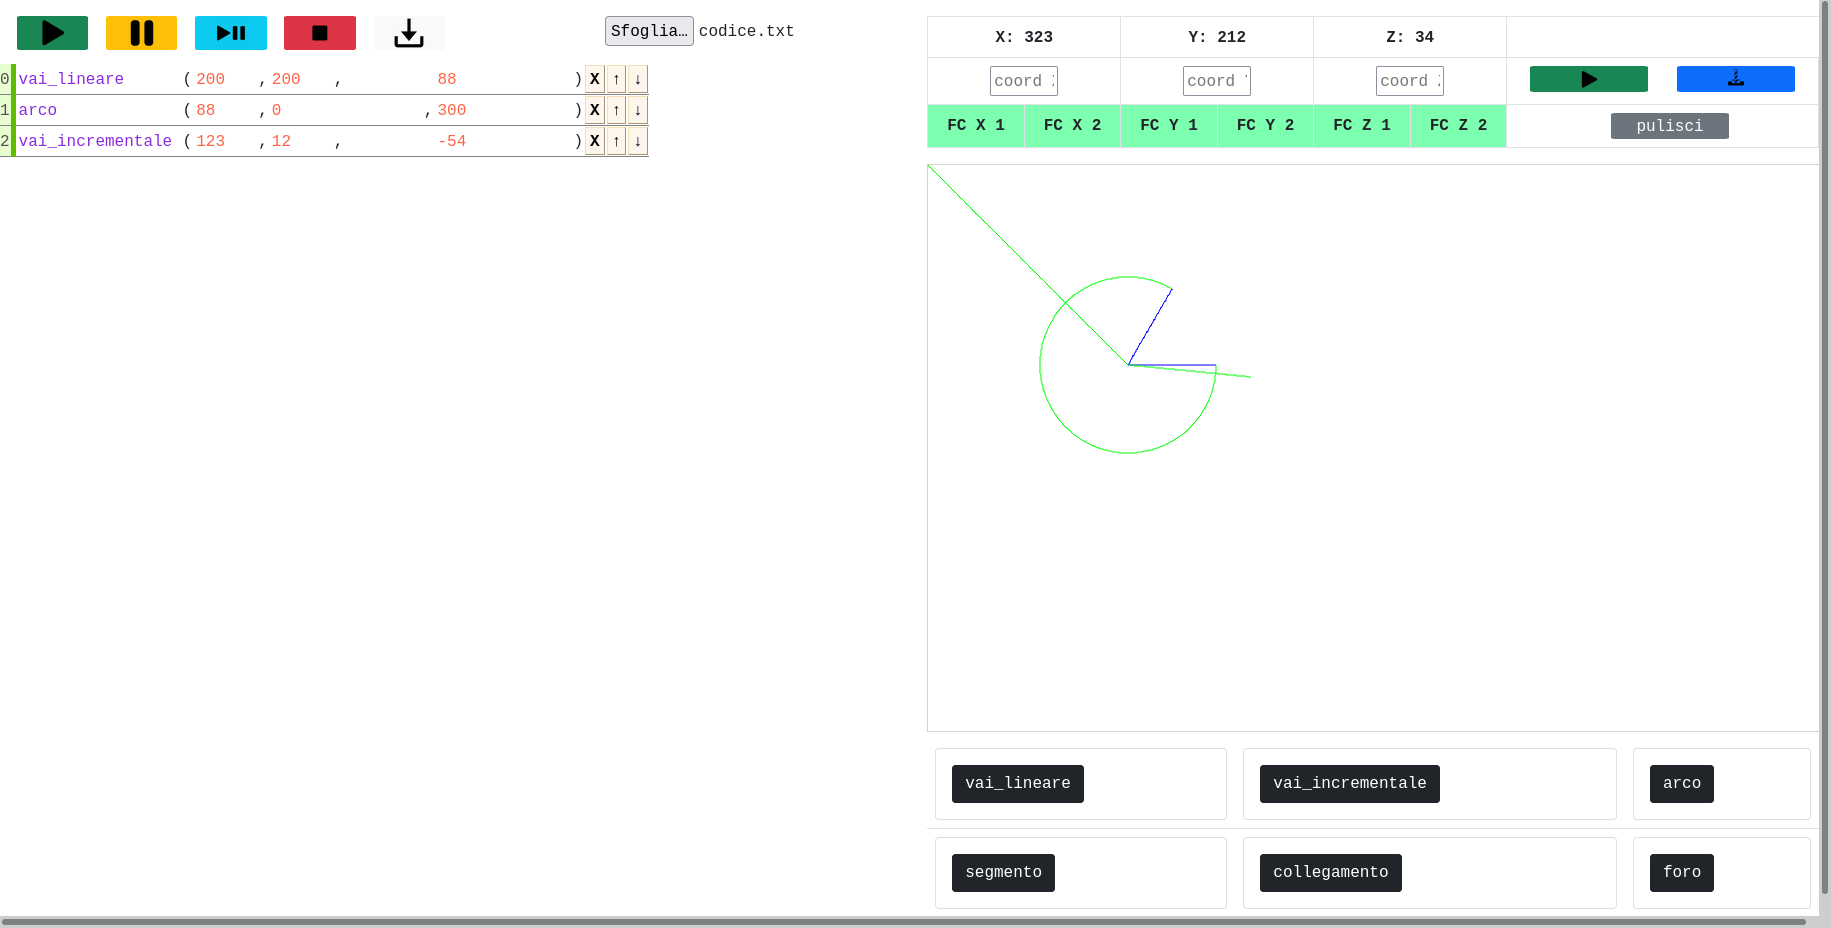 Sfoglia… codice.txt
0 vai_lineare ( 200 , 200 , 88 ) X ↑ ↓
1 arco ( 88 , 0 , 300 ) X ↑ ↓
2 vai_incrementale ( 123 , 12 , -54 ) X ↑ ↓
X: 323 Y: 212 Z: 34
coord coord coord
FC X 1 FC X 2 FC Y 1 FC Y 2 FC Z 1 FC Z 2 pulisci
vai_lineare vai_incrementale arco
segmento collegamento foro